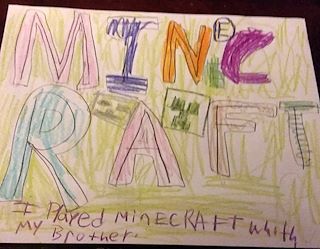 MINEC
RAFT
I Played MINECRAFT whith
my Brother.